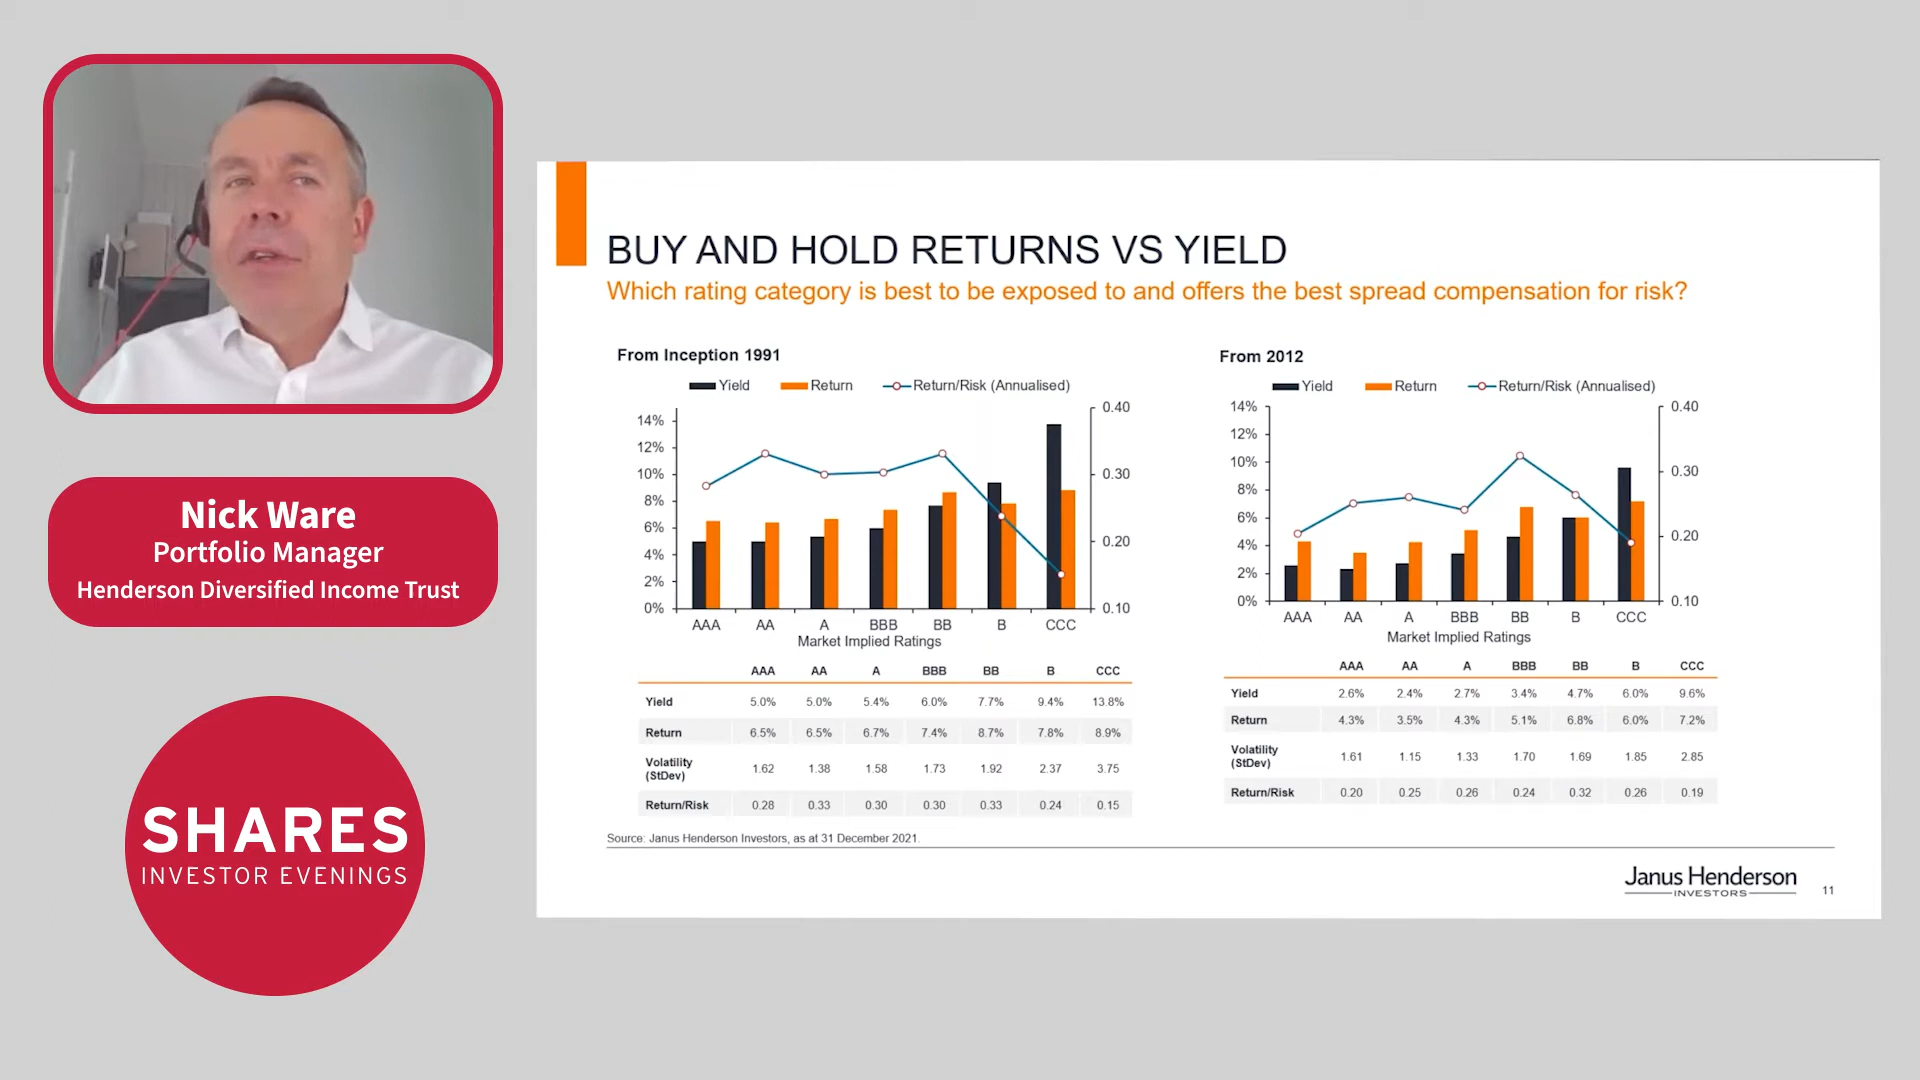 Nick Ware
Portfolio Manager
Henderson Diversified Income Trust
SHARES
INVESTOR EVENINGS
BUY AND HOLD RETURNS VS YIELD
Which rating category is best to be exposed to and offers the best spread compensation for risk?
From Inception 1991
Yield Return Return/Risk (Annualised)
14%
12%
10%
8%
6%
4%
2%
0%
0.40
0.30
0.20
0.10
AAA AA A BBB BB B CCC
Market Implied Ratings
AAA AA A BBB BB B CCC
Yield 5.0% 5.0% 5.4% 6.0% 7.7% 9.4% 13.8%
Return 6.5% 6.5% 6.7% 7.4% 8.7% 7.8% 8.9%
Volatility
(StDev) 1.62 1.38 1.58 1.73 1.92 2.37 3.75
Return/Risk 0.28 0.33 0.30 0.30 0.33 0.24 0.15
From 2012
Yield Return Return/Risk (Annualised)
14%
12%
10%
8%
6%
4%
2%
0%
0.40
0.30
0.20
0.10
AAA AA A BBB BB B CCC
Market Implied Ratings
AAA AA A BBB BB B CCC
Yield 2.6% 2.4% 2.7% 3.4% 4.7% 6.0% 9.6%
Return 4.3% 3.5% 4.3% 5.1% 6.8% 6.0% 7.2%
Volatility
(StDev) 1.61 1.15 1.33 1.70 1.69 1.85 2.85
Return/Risk 0.20 0.25 0.26 0.24 0.32 0.26 0.19
Source: Janus Henderson Investors, as at 31 December 2021.
Janus Henderson
INVESTORS
11